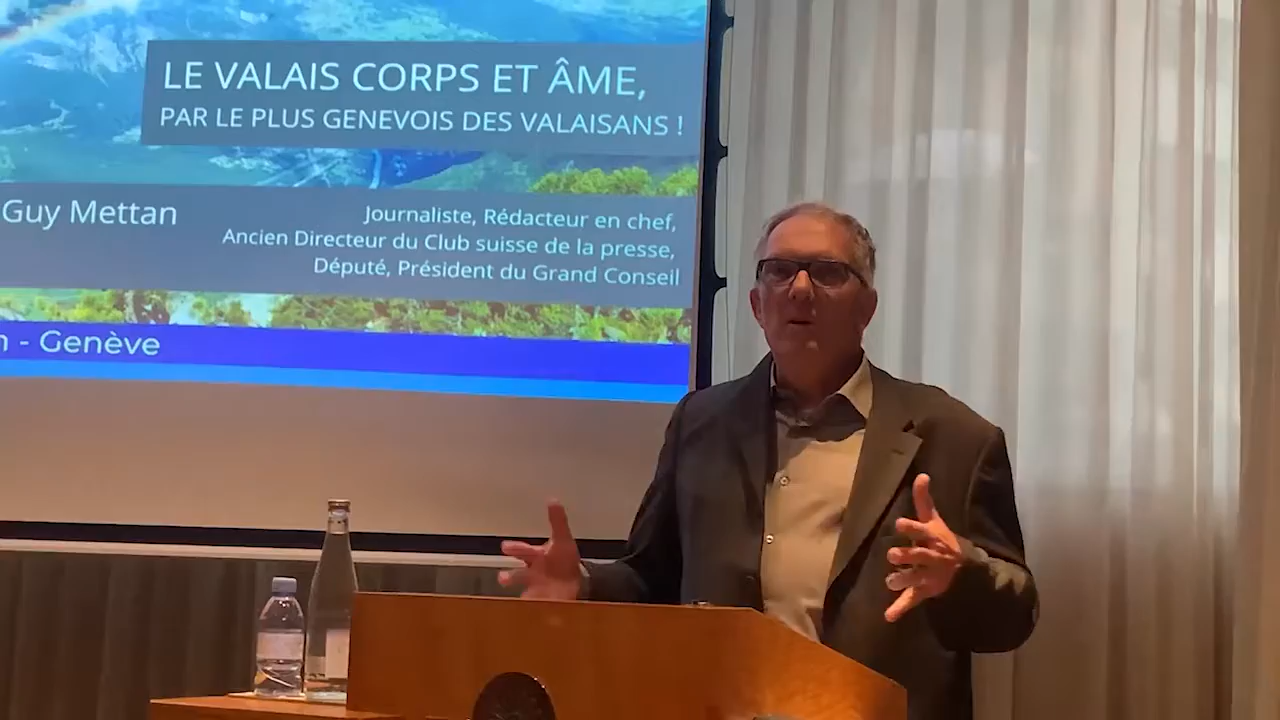 LE VALAIS CORPS ET ÂME,
PAR LE PLUS GENEVOIS DES VALAISANS !
Guy Mettan
Journaliste, Rédacteur en chef,
Ancien Directeur du Club suisse de la presse,
Député, Président du Grand Conseil
- Genève